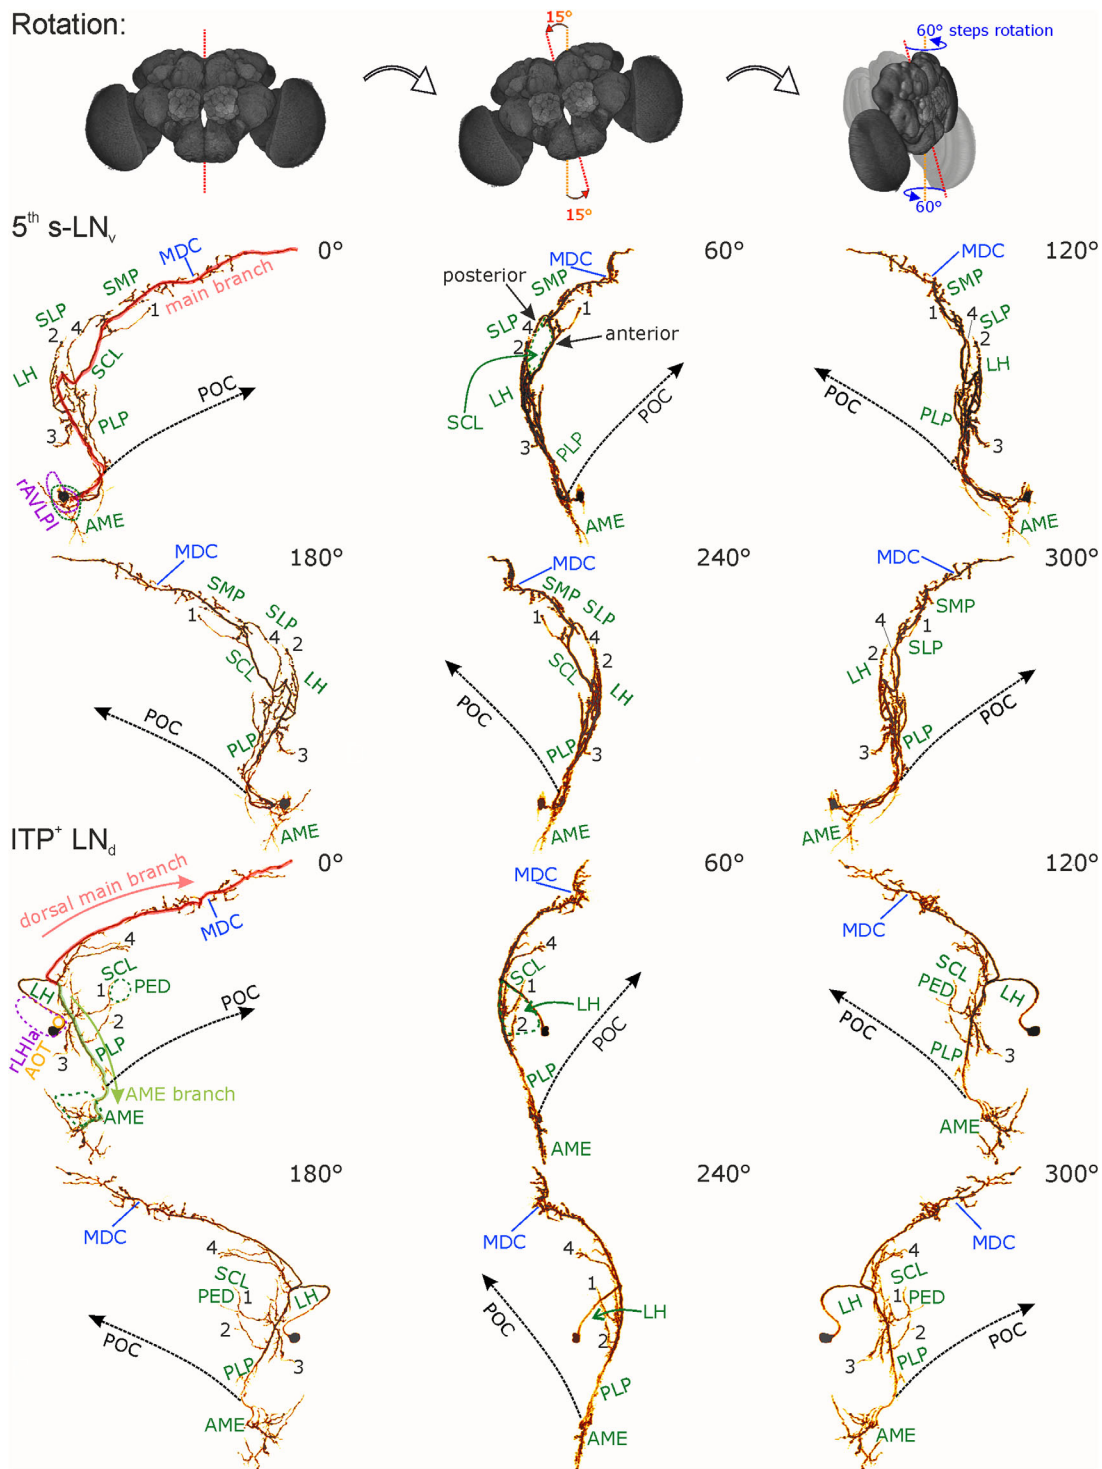 Rotation:
15°
15°
60° steps rotation
60°
5th s-LNv
0°
MDC
main branch
SMP
1
SLP
4
2
SCL
LH
POC
PLP
3
rAVLPl
AME
60°
MDC
posterior
SMP
1
SLP
4
anterior
2
LH
SCL
POC
3
PLP
AME
120°
MDC
SMP
1
4
SLP
2
LH
POC
PLP
3
AME
180°
MDC
SMP
1
SLP
4
2
SCL
LH
POC
PLP
3
AME
240°
MDC
SMP
SLP
1
4
SCL
2
LH
POC
PLP
3
AME
300°
MDC
SMP
4
1
SLP
2
LH
POC
PLP
AME
ITP+ LNd
0°
dorsal main branch
MDC
4
SCL
LH
1
PED
rLHla
AOT
2
POC
3
PLP
AME branch
AME
60°
MDC
4
SCL
1
LH
2
POC
PLP
AME
120°
MDC
4
SCL
PED
1
LH
2
POC
PLP
3
AME
180°
MDC
4
SCL
PED
1
LH
2
POC
PLP
3
AME
240°
MDC
4
1
LH
2
POC
PLP
AME
300°
MDC
4
SCL
LH
1
PED
2
POC
3
PLP
AME